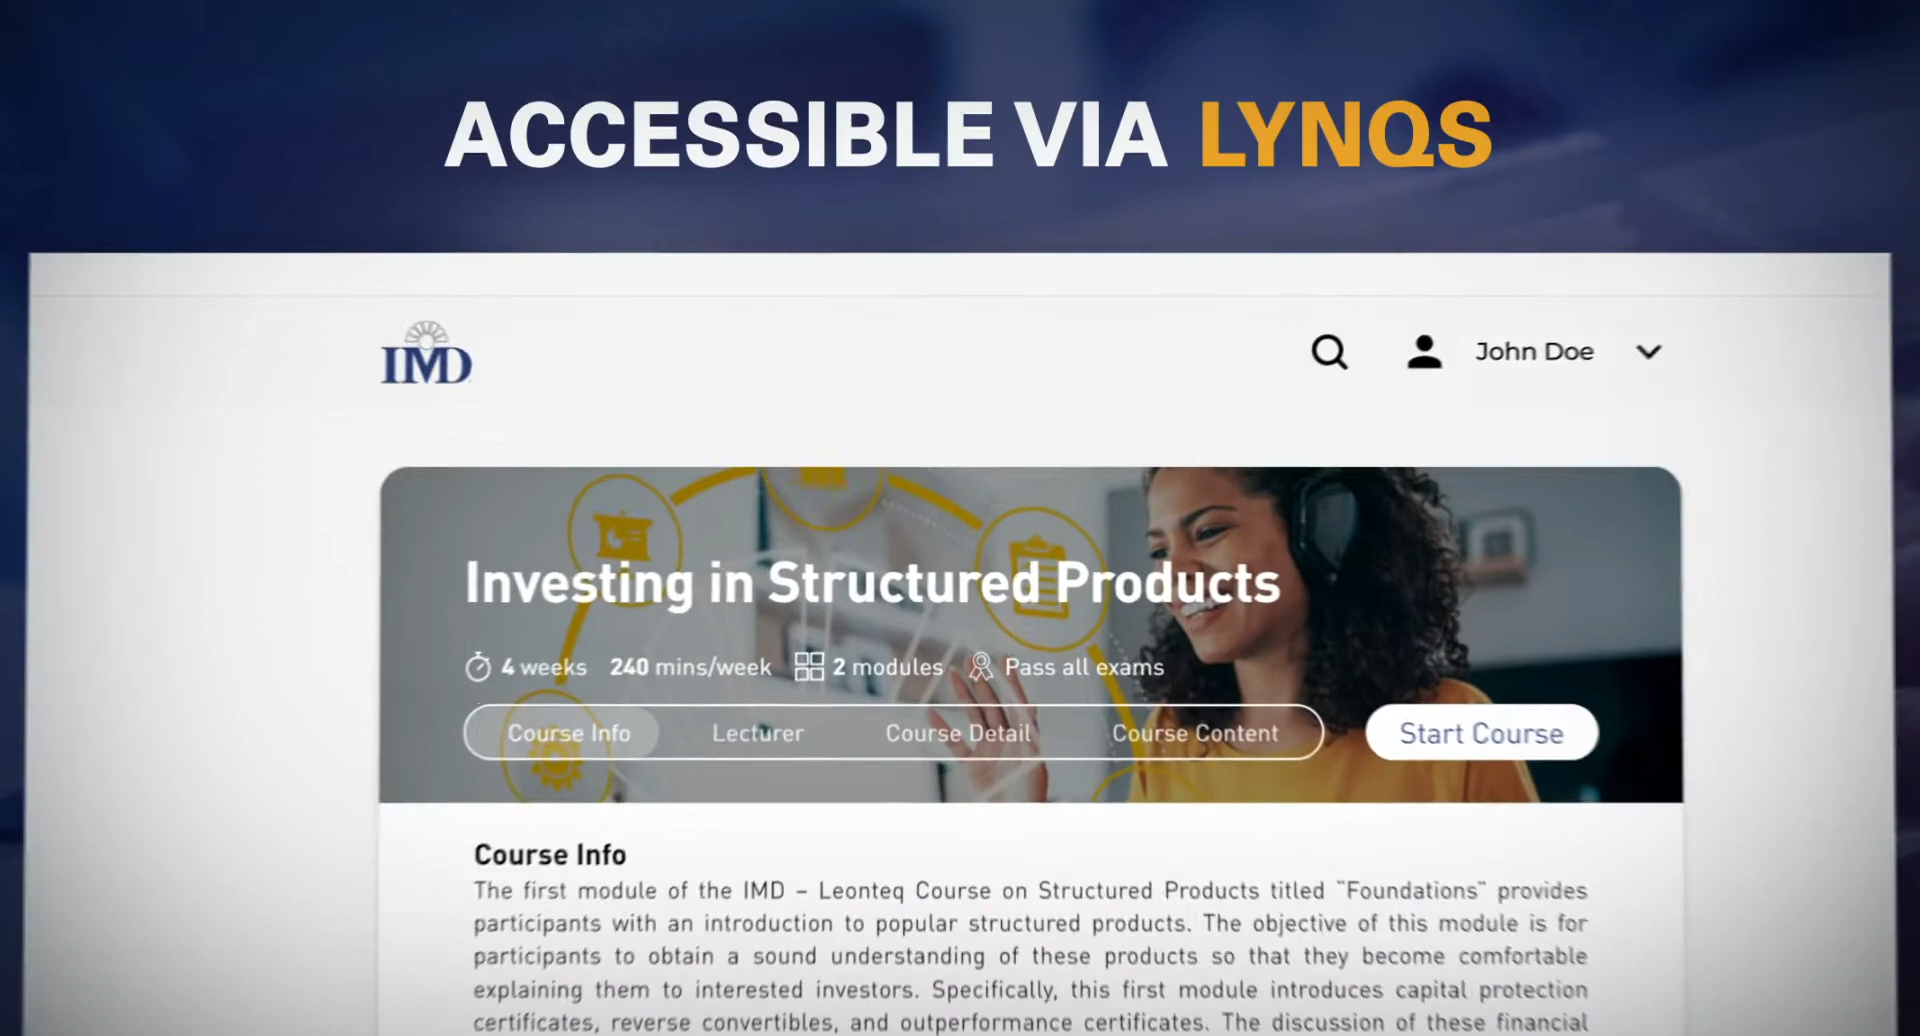 ACCESSIBLE VIA LYNQS
IMD
John Doe
Investing in Structured Products
4 weeks 240 mins/week 2 modules Pass all exams
Course Info Lecturer Course Detail Course Content Start Course
Course Info
The first module of the IMD – Leonteq Course on Structured Products titled "Foundations" provides
participants with an introduction to popular structured products. The objective of this module is for
participants to obtain a sound understanding of these products so that they become comfortable
explaining them to interested investors. Specifically, this first module introduces capital protection
certificates, reverse convertibles, and outperformance certificates. The discussion of these financial